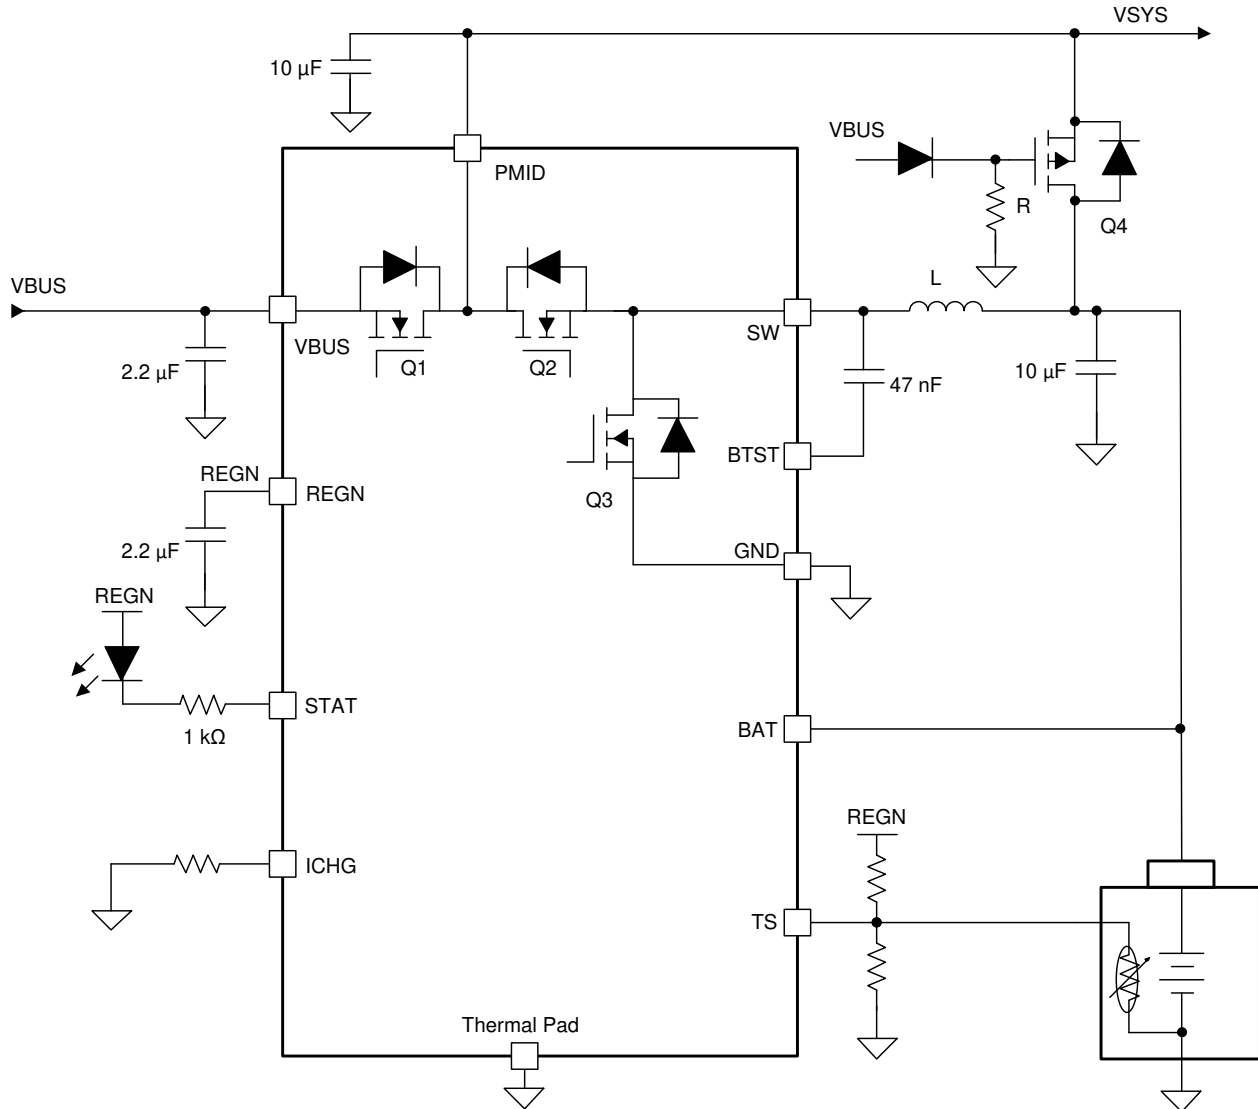 VSYS
10 µF
VBUS
PMID
R
Q4
VBUS
L
VBUS
SW
Q1
Q2
2.2 µF
10 µF
47 nF
BTST
REGN
REGN
Q3
2.2 µF
GND
REGN
STAT
1 kΩ
BAT
REGN
ICHG
TS
Thermal Pad